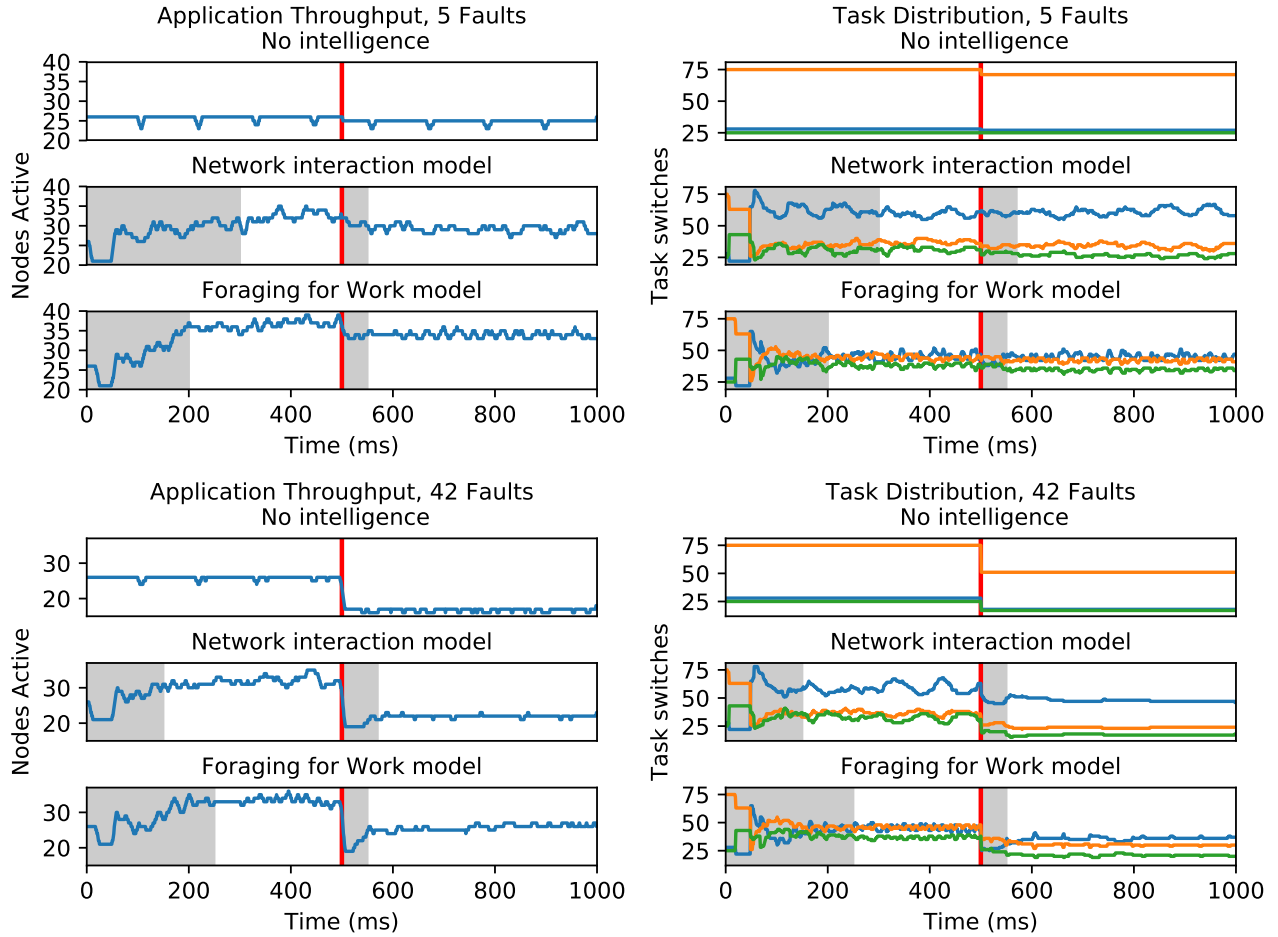 Application Throughput, 5 Faults
No intelligence
40
35
30
25
20
Network interaction model
40
35
30
25
20
Nodes Active
Foraging for Work model
40
35
30
25
20
0 200 400 600 800 1000
Time (ms)
Task Distribution, 5 Faults
No intelligence
75
50
25
Network interaction model
75
50
25
Task switches
Foraging for Work model
75
50
25
0 200 400 600 800 1000
Time (ms)
Application Throughput, 42 Faults
No intelligence
30
20
Network interaction model
30
20
Nodes Active
Foraging for Work model
30
20
0 200 400 600 800 1000
Time (ms)
Task Distribution, 42 Faults
No intelligence
75
50
25
Network interaction model
75
50
25
Task switches
Foraging for Work model
75
50
25
0 200 400 600 800 1000
Time (ms)